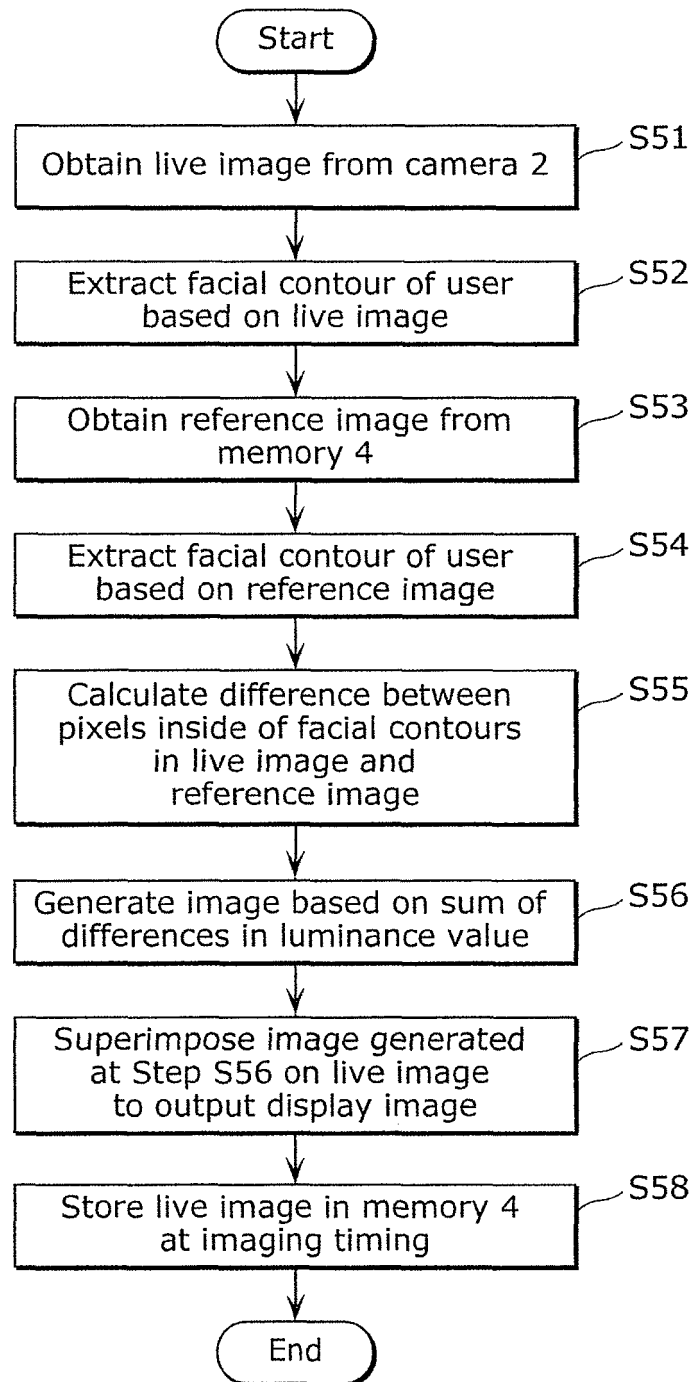 Start
S51
Obtain live image from camera 2
S52
Extract facial contour of user
based on live image
S53
Obtain reference image from
memory 4
S54
Extract facial contour of user
based on reference image
S55
Calculate difference between
pixels inside of facial contours
in live image and
reference image
S56
Generate image based on sum of
differences in luminance value
S57
Superimpose image generated
at Step S56 on live image
to output display image
S58
Store live image in memory 4
at imaging timing
End